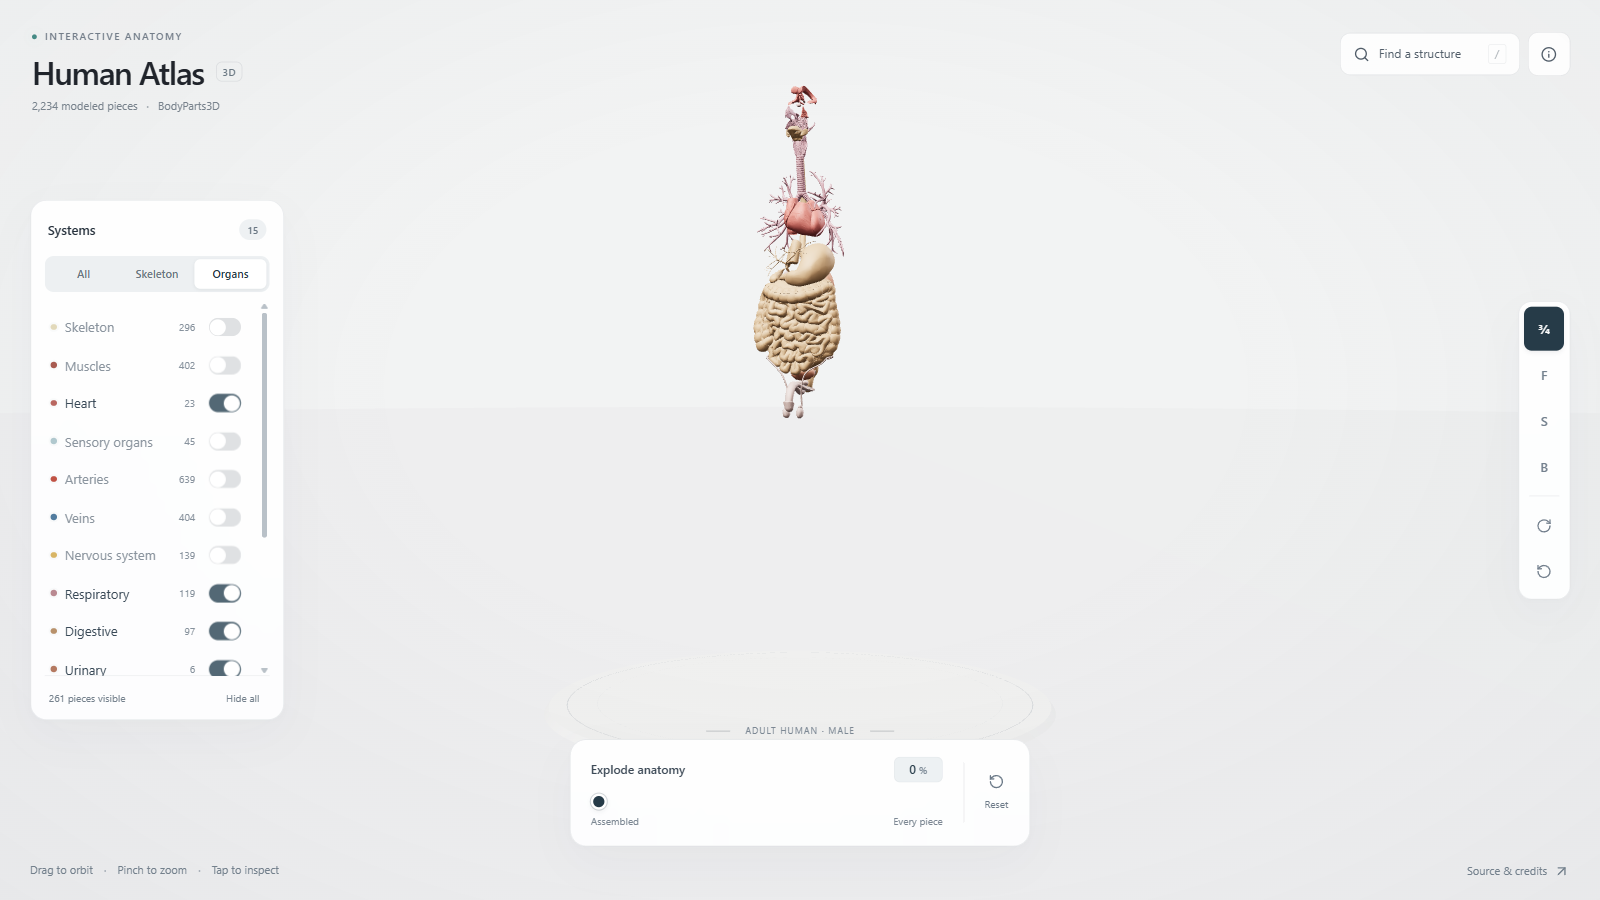 INTERACTIVE ANATOMY
Human Atlas 3D
2,234 modeled pieces · BodyParts3D
Find a structure /
Systems 15
All Skeleton Organs
Skeleton 296
Muscles 402
Heart 23
Sensory organs 45
Arteries 639
Veins 404
Nervous system 139
Respiratory 119
Digestive 97
Urinary 6
261 pieces visible Hide all
¾
F
S
B
ADULT HUMAN · MALE
Explode anatomy 0 %
Assembled Every piece
Reset
Drag to orbit · Pinch to zoom · Tap to inspect
Source & credits